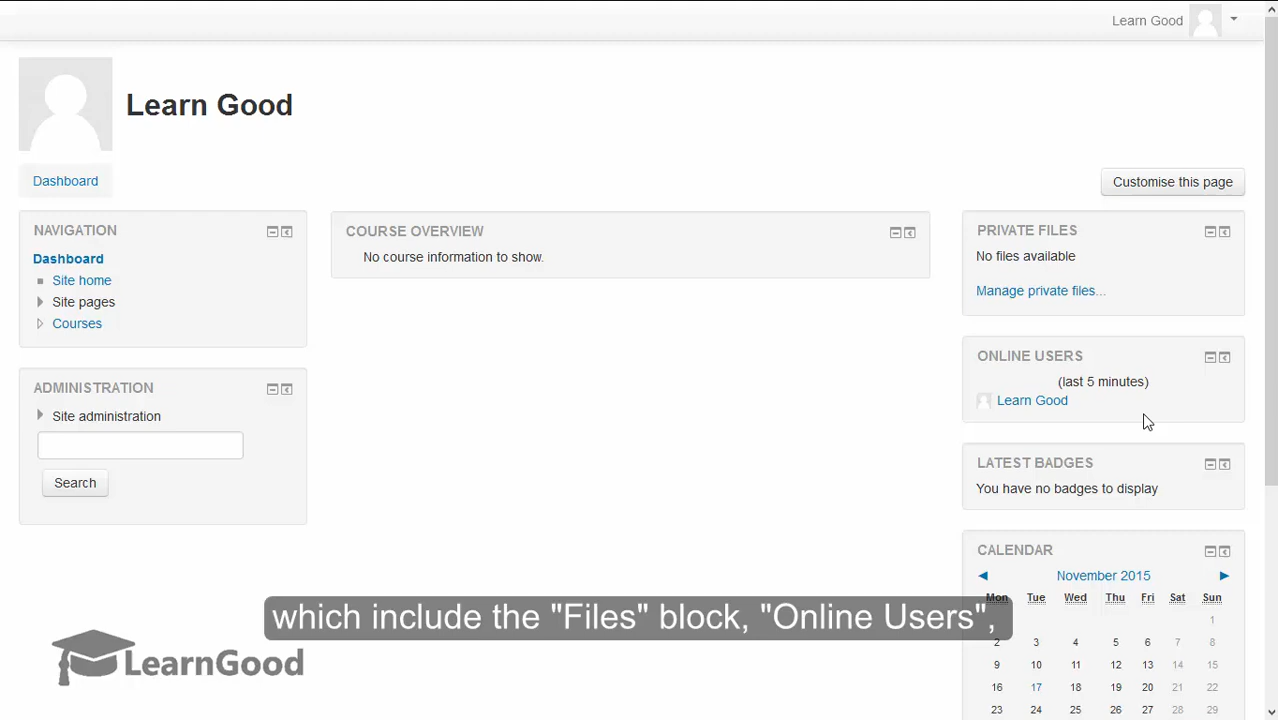 Learn Good
Learn Good
Dashboard
Customise this page
NAVIGATION
Dashboard
Site home
Site pages
Courses
ADMINISTRATION
Site administration
Search
COURSE OVERVIEW
No course information to show.
PRIVATE FILES
No files available
Manage private files...
ONLINE USERS
(last 5 minutes)
Learn Good
LATEST BADGES
You have no badges to display
CALENDAR
◄ November 2015 ►
Mon Tue Wed Thu Fri Sat Sun
1
2 3 4 5 6 7 8
9 10 11 12 13 14 15
16 17 18 19 20 21 22
23 24 25 26 27 28 29
which include the "Files" block, "Online Users",
LearnGood